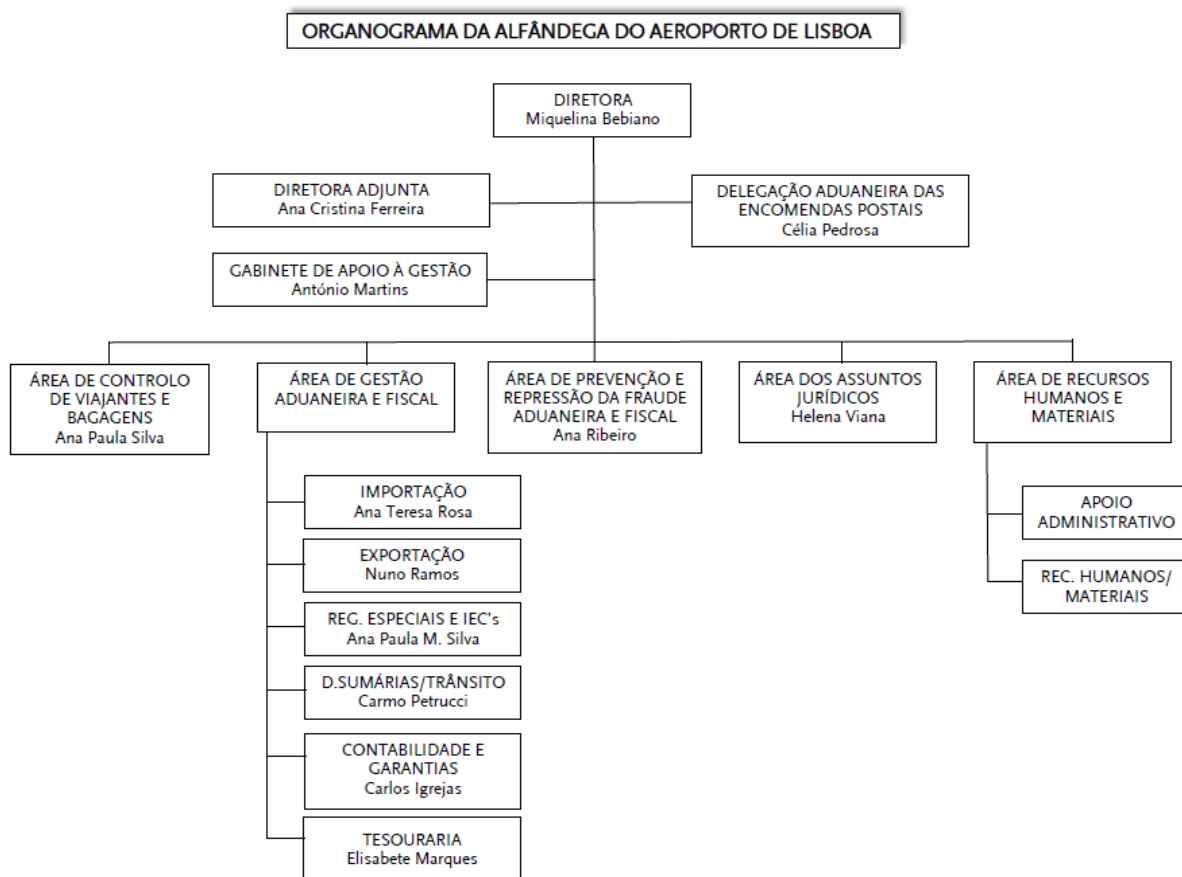 ORGANOGRAMA DA ALFÂNDEGA DO AEROPORTO DE LISBOA
DIRETORA
Miquelina Bebiano
DIRETORA ADJUNTA
Ana Cristina Ferreira
DELEGAÇÃO ADUANEIRA DAS
ENCOMENDAS POSTAIS
Célia Pedrosa
GABINETE DE APOIO À GESTÃO
António Martins
ÁREA DE CONTROLO
DE VIAJANTES E
BAGAGENS
Ana Paula Silva
ÁREA DE GESTÃO
ADUANEIRA E FISCAL
ÁREA DE PREVENÇÃO E
REPRESSÃO DA FRAUDE
ADUANEIRA E FISCAL
Ana Ribeiro
ÁREA DOS ASSUNTOS
JURÍDICOS
Helena Viana
ÁREA DE RECURSOS
HUMANOS E
MATERIAIS
IMPORTAÇÃO
Ana Teresa Rosa
EXPORTAÇÃO
Nuno Ramos
REG. ESPECIAIS E IEC's
Ana Paula M. Silva
D.SUMÁRIAS/TRÂNSITO
Carmo Petrucci
CONTABILIDADE E
GARANTIAS
Carlos Igrejas
TESOURARIA
Elisabete Marques
APOIO
ADMINISTRATIVO
REC. HUMANOS/
MATERIAIS